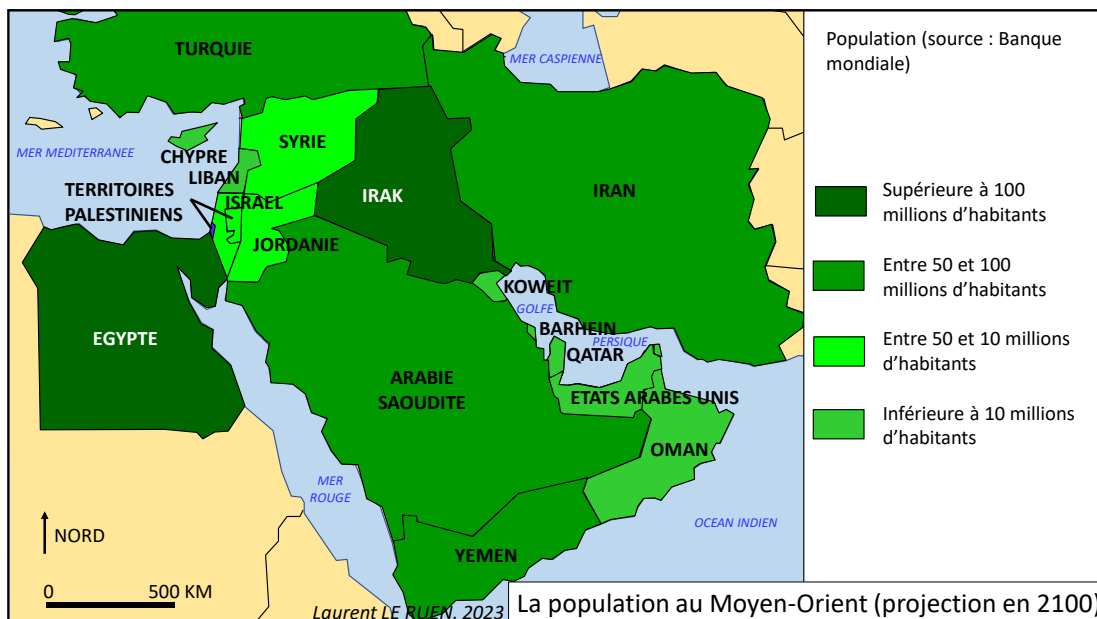 TURQUIE
MER CASPIENNE
Population (source : Banque
mondiale)
MER MEDITERRANEE
CHYPRE
SYRIE
LIBAN
TERRITOIRES
PALESTINIENS
ISRAEL
IRAK
IRAN
JORDANIE
Supérieure à 100
millions d’habitants
KOWEIT
GOLFE
Entre 50 et 100
millions d’habitants
EGYPTE
BARHEIN
PERSIQUE
QATAR
Entre 50 et 10 millions
d’habitants
ARABIE
SAOUDITE
ETATS ARABES UNIS
Inférieure à 10 millions
d’habitants
OMAN
MER
ROUGE
OCEAN INDIEN
NORD
YEMEN
0 500 KM
Laurent LE RUEN, 2023
La population au Moyen-Orient (projection en 2100)